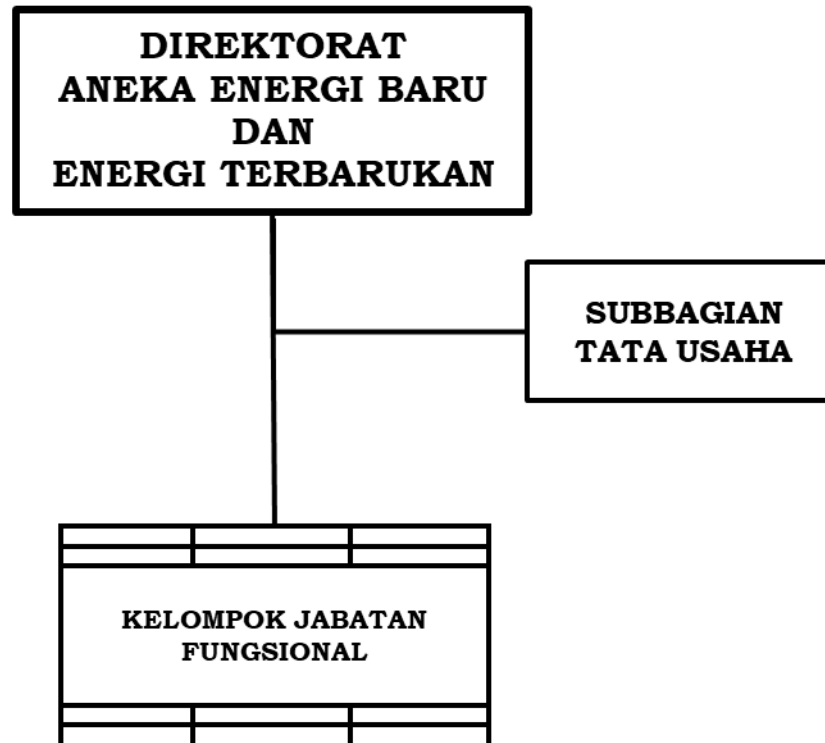 DIREKTORAT
ANEKA ENERGI BARU
DAN
ENERGI TERBARUKAN
SUBBAGIAN
TATA USAHA
KELOMPOK JABATAN
FUNGSIONAL